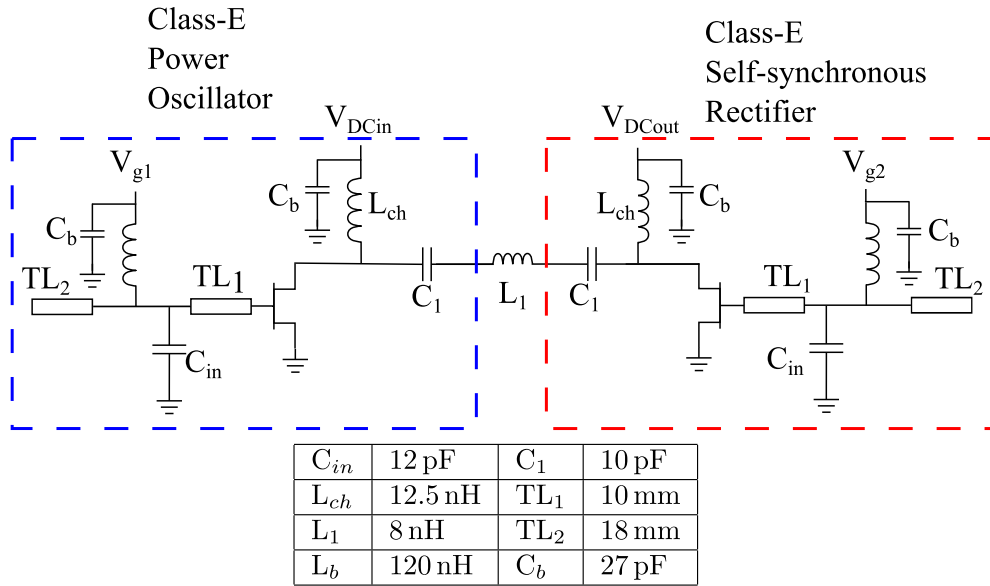 Class-E
Power
Oscillator
Class-E
Self-synchronous
Rectifier
V_DCin
V_DCout
V_g1
V_g2
C_b
C_b
L_ch
L_ch
C_b
C_b
TL_2
TL1
C_1
L_1
C_1
TL_1
TL_2
C_in
C_in
C_in 12 pF C_1 10 pF
L_ch 12.5 nH TL_1 10 mm
L_1 8 nH TL_2 18 mm
L_b 120 nH C_b 27 pF